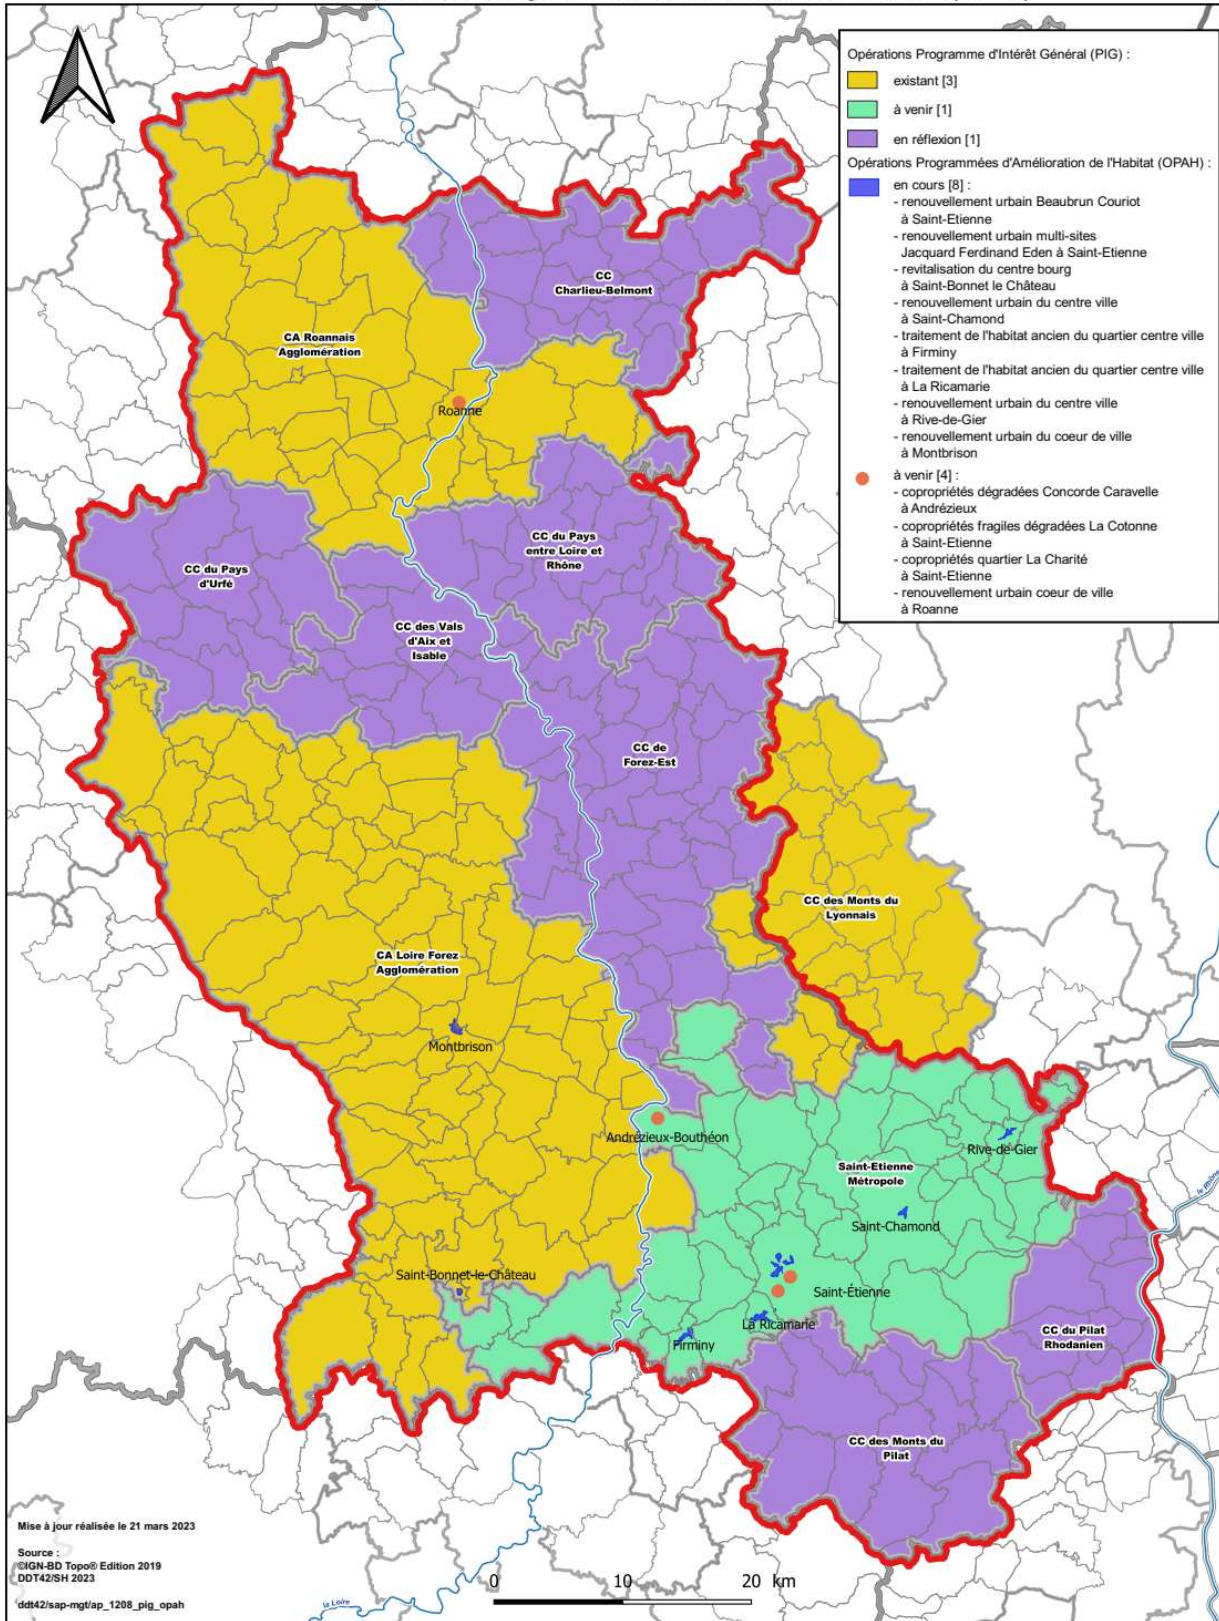 Opérations Programme d'Intérêt Général (PIG) :
existant [3]
à venir [1]
en réflexion [1]
Opérations Programmées d'Amélioration de l'Habitat (OPAH) :
en cours [8] :
- renouvellement urbain Beaubrun Couriot
à Saint-Etienne
- renouvellement urbain multi-sites
Jacquard Ferdinand Eden à Saint-Etienne
- revitalisation du centre bourg
à Saint-Bonnet le Château
- renouvellement urbain du centre ville
à Saint-Chamond
- traitement de l'habitat ancien du quartier centre ville
à Firminy
- traitement de l'habitat ancien du quartier centre ville
à La Ricamarie
- renouvellement urbain du centre ville
à Rive-de-Gier
- renouvellement urbain du coeur de ville
à Montbrison
à venir [4] :
- copropriétés dégradées Concorde Caravelle
à Andrézieux
- copropriétés fragiles dégradées La Cotonne
à Saint-Etienne
- copropriétés quartier La Charité
à Saint-Etienne
- renouvellement urbain coeur de ville
à Roanne
CC
Charlieu-Belmont
CA Roannais
Agglomération
Roanne
CC du Pays
entre Loire et
Rhône
CC du Pays
d'Urfé
CC des Vals
d'Aix et
Isable
CC de
Forez-Est
CC des Monts du
Lyonnais
CA Loire Forez
Agglomération
Montbrison
Andrézieux-Bouthéon
Rive-de-Gier
Saint-Etienne
Métropole
le Rhône
Saint-Chamond
Saint-Bonnet-le-Château
Saint-Étienne
La Ricamarie
Firminy
CC du Pilat
Rhodanien
CC des Monts du
Pilat
Mise à jour réalisée le 21 mars 2023
Source :
©IGN-BD Topo® Edition 2019
DDT42/SH 2023
ddt42/sap-mgt/ap_1208_pig_opah
la Loire
0 10 20 km